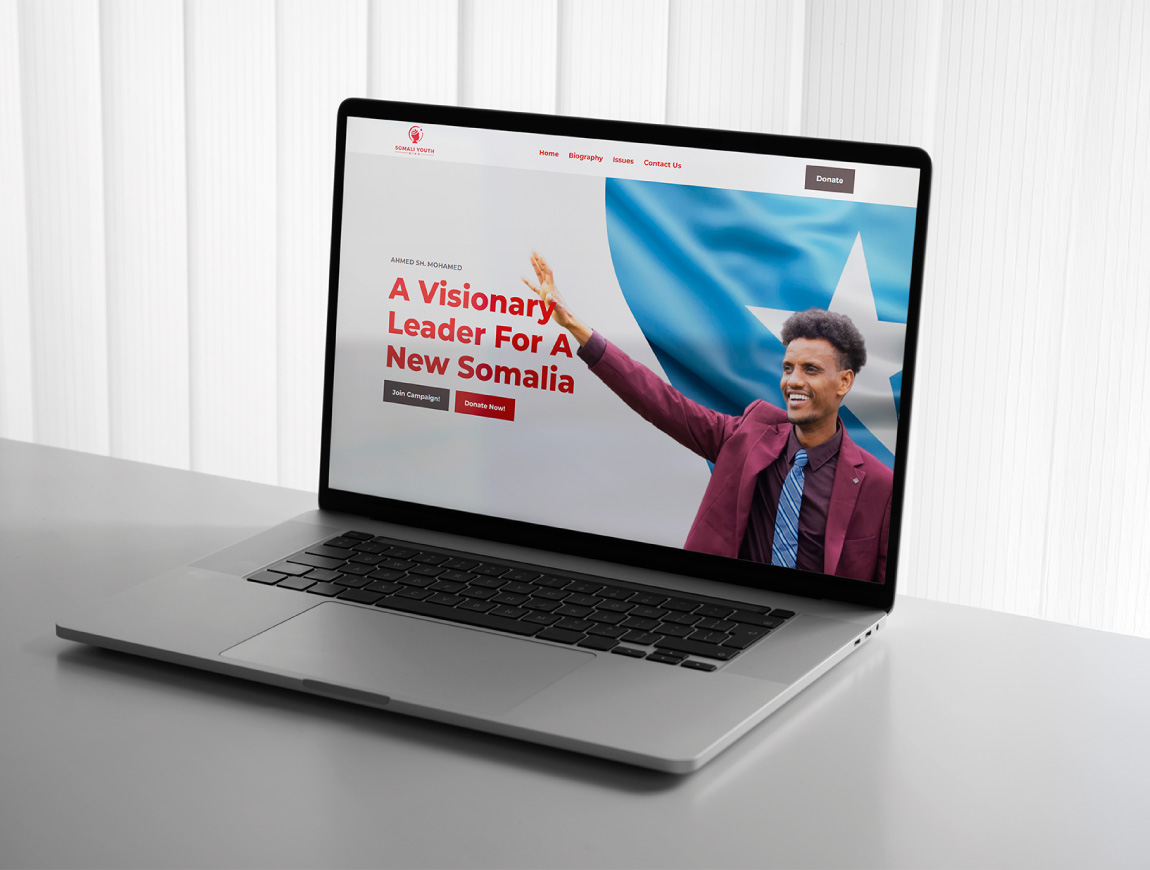 SOMALI YOUTH
Home Biography Issues Contact Us
Donate
AHMED SH. MOHAMED
A Visionary
Leader For A
New Somalia
Join Campaign! Donate Now!